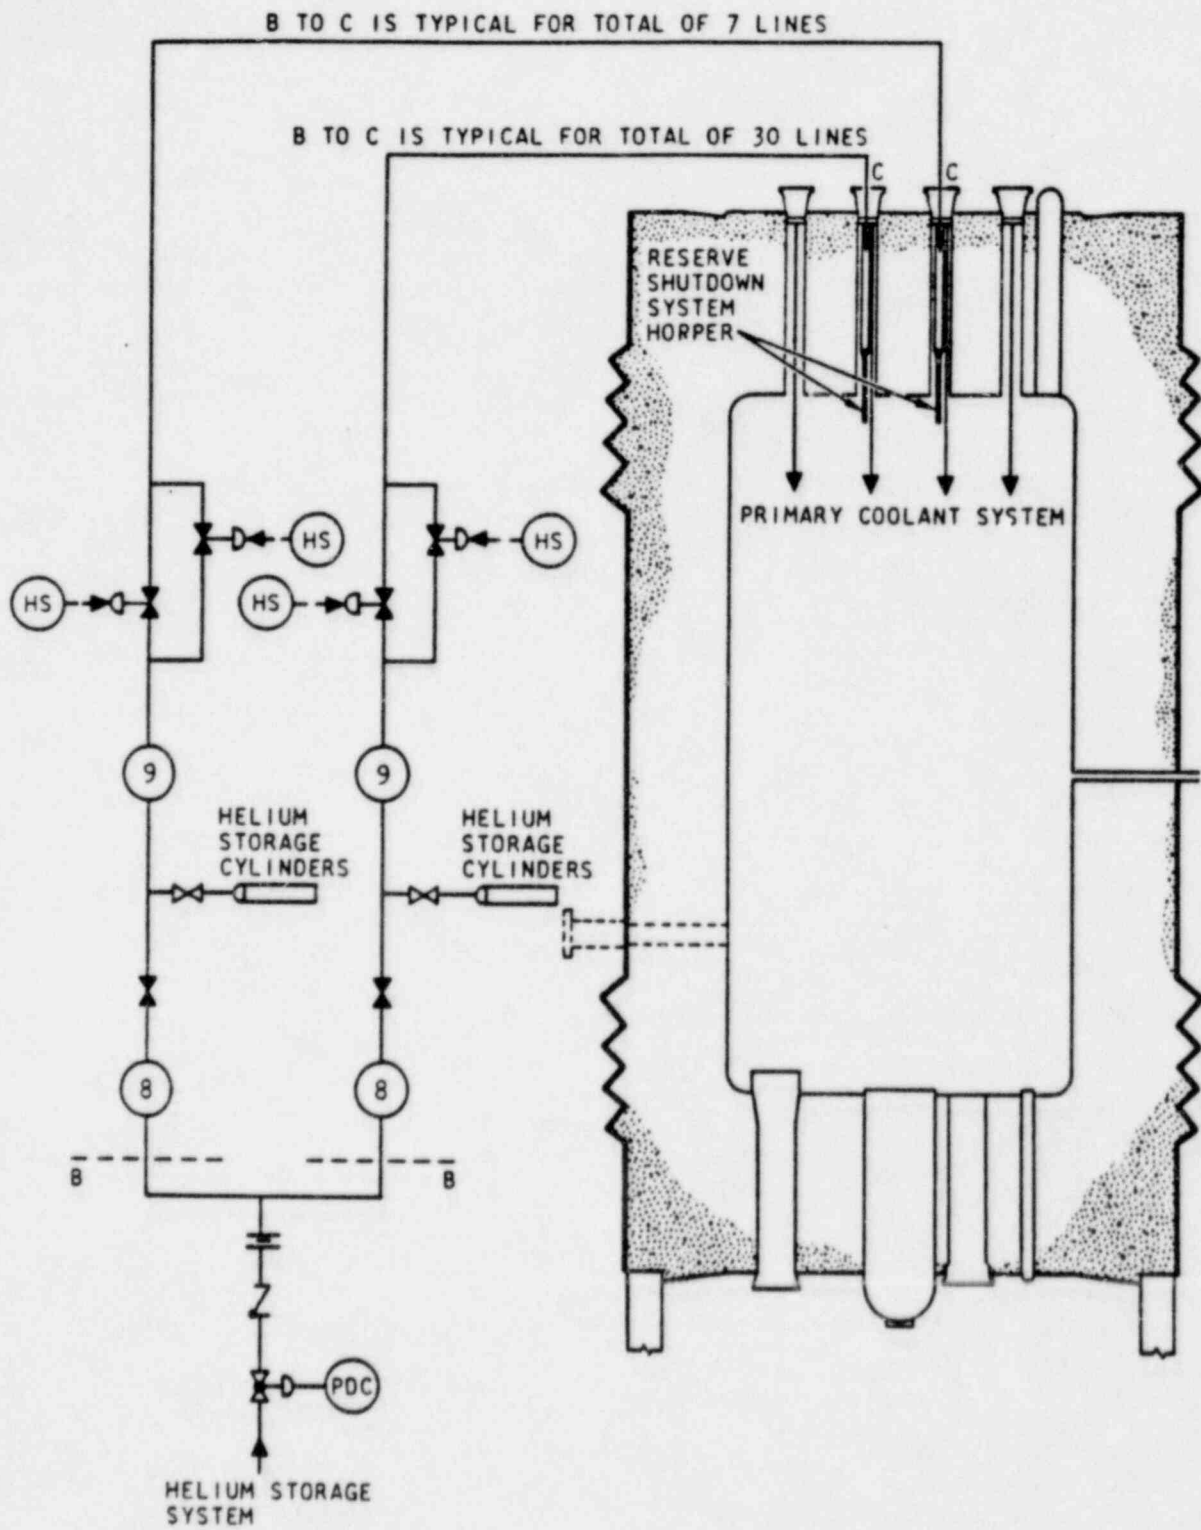 B TO C IS TYPICAL FOR TOTAL OF 7 LINES
B TO C IS TYPICAL FOR TOTAL OF 30 LINES
C
C
RESERVE
SHUTDOWN
SYSTEM
HORPER
PRIMARY COOLANT SYSTEM
HS
HS
HS
HS
9
9
HELIUM
STORAGE
CYLINDERS
HELIUM
STORAGE
CYLINDERS
8
8
B
B
PDC
HELIUM STORAGE
SYSTEM